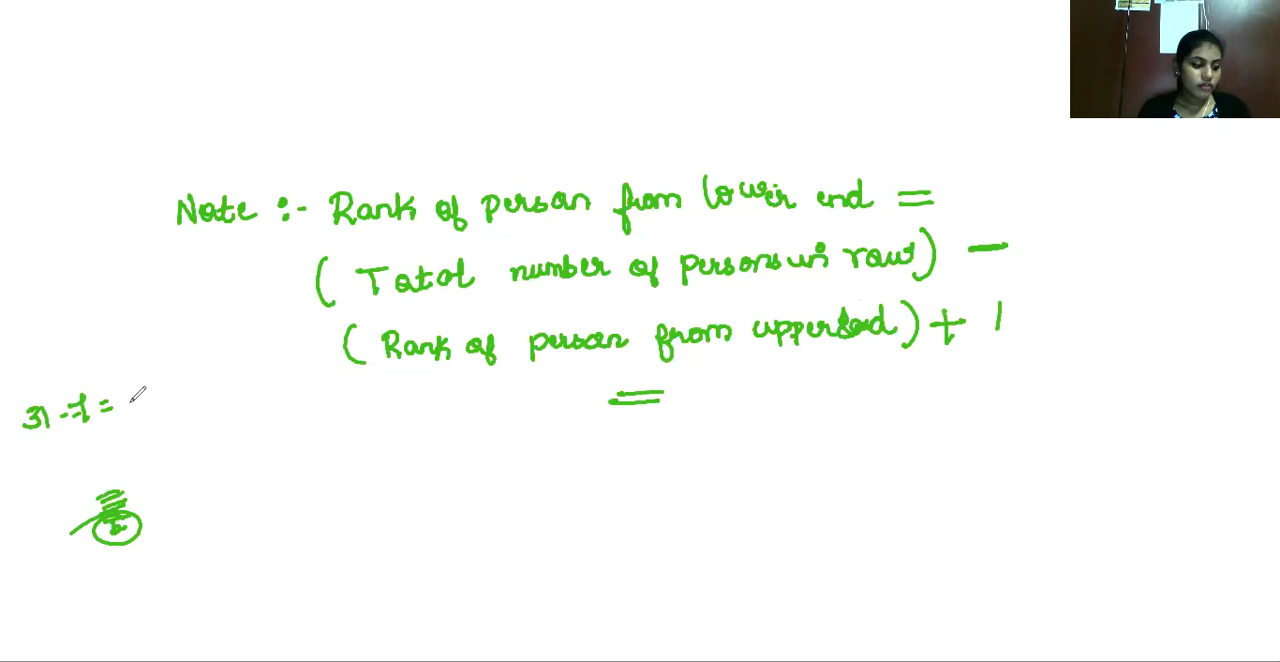 Note :- Rank of person from lower end =
( Total number of persons in row ) -
( Rank of person from upper end ) + 1
31 - 7 =